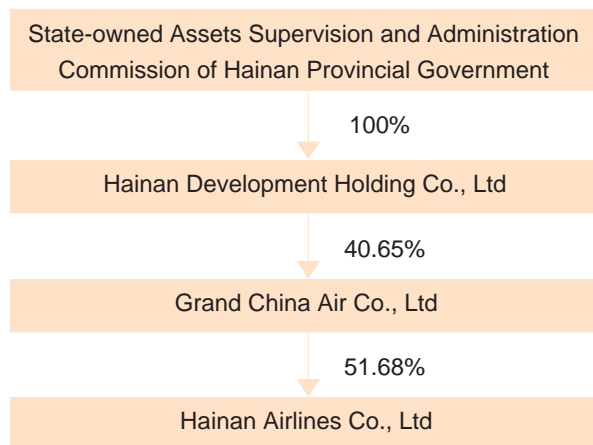 State-owned Assets Supervision and Administration
Commission of Hainan Provincial Government
100%
Hainan Development Holding Co., Ltd
40.65%
Grand China Air Co., Ltd
51.68%
Hainan Airlines Co., Ltd